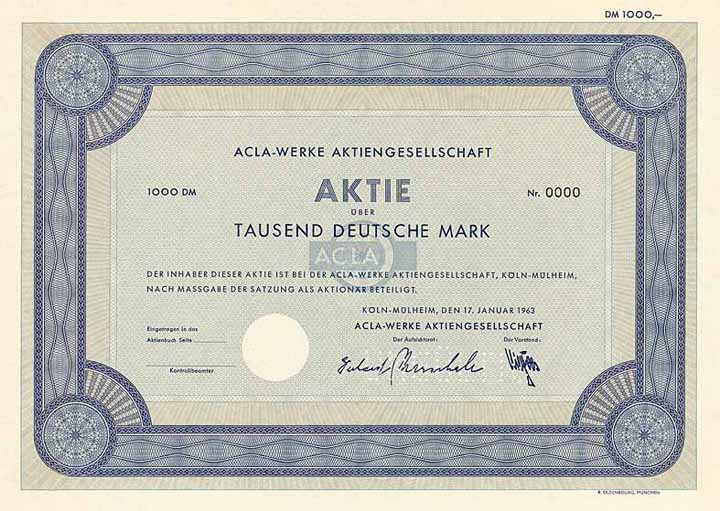 DM 1000,—
ACLA-WERKE AKTIENGESELLSCHAFT
1000 DM
AKTIE
Nr. 0000
ÜBER
TAUSEND DEUTSCHE MARK
ACLA
DER INHABER DIESER AKTIE IST BEI DER ACLA-WERKE AKTIENGESELLSCHAFT, KÖLN-MÜLHEIM,
NACH MASSGABE DER SATZUNG ALS AKTIONÄR BETEILIGT.
KÖLN-MÜLHEIM, DEN 17. JANUAR 1963
ACLA-WERKE AKTIENGESELLSCHAFT
Eingetragen in das
Aktienbuch Seite
Der Aufsichtsrat:
Der Vorstand:
Kontrollbeamter
R. OLDENBOURG, MÜNCHEN